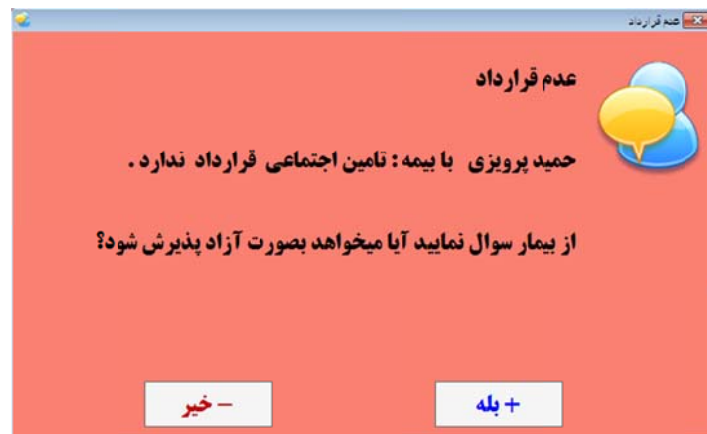 عدم قرارداد
عدم قرارداد
حمید پرویزی با بیمه : تامین اجتماعی قرارداد ندارد .
از بیمار سوال نمایید آیا میخواهد بصورت آزاد پذیرش شود؟
+ بله
– خیر